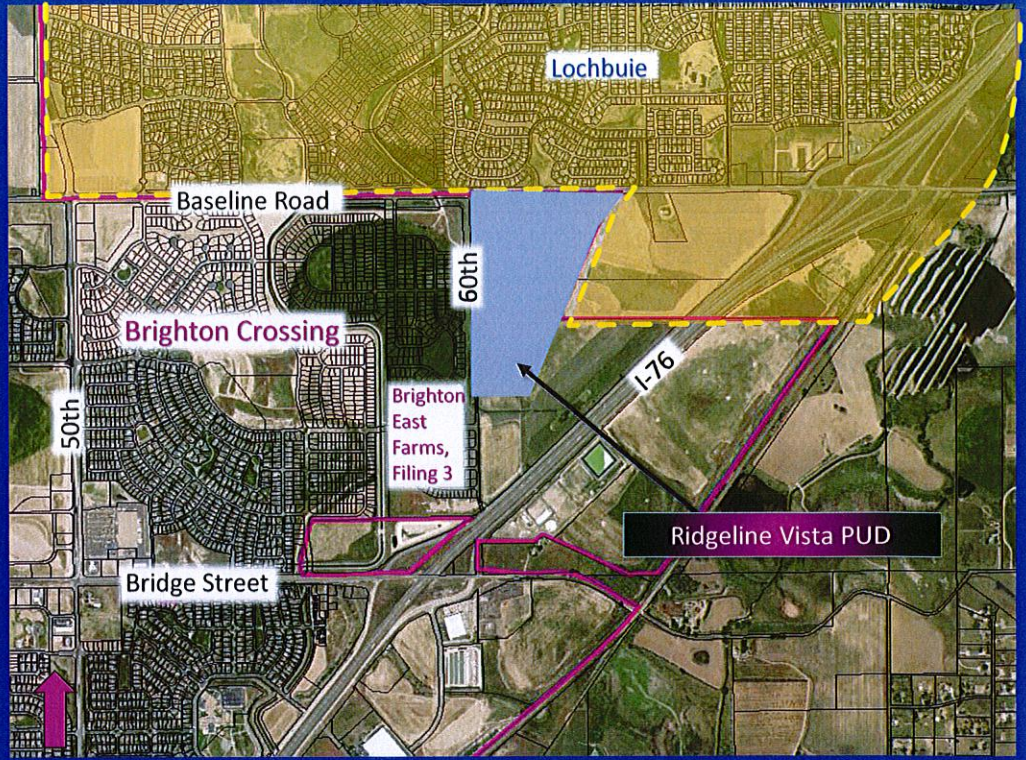 Lochbuie
Baseline Road
60th
Brighton Crossing
I-76
50th
Brighton
East
Farms,
Filing 3
Ridgeline Vista PUD
Bridge Street